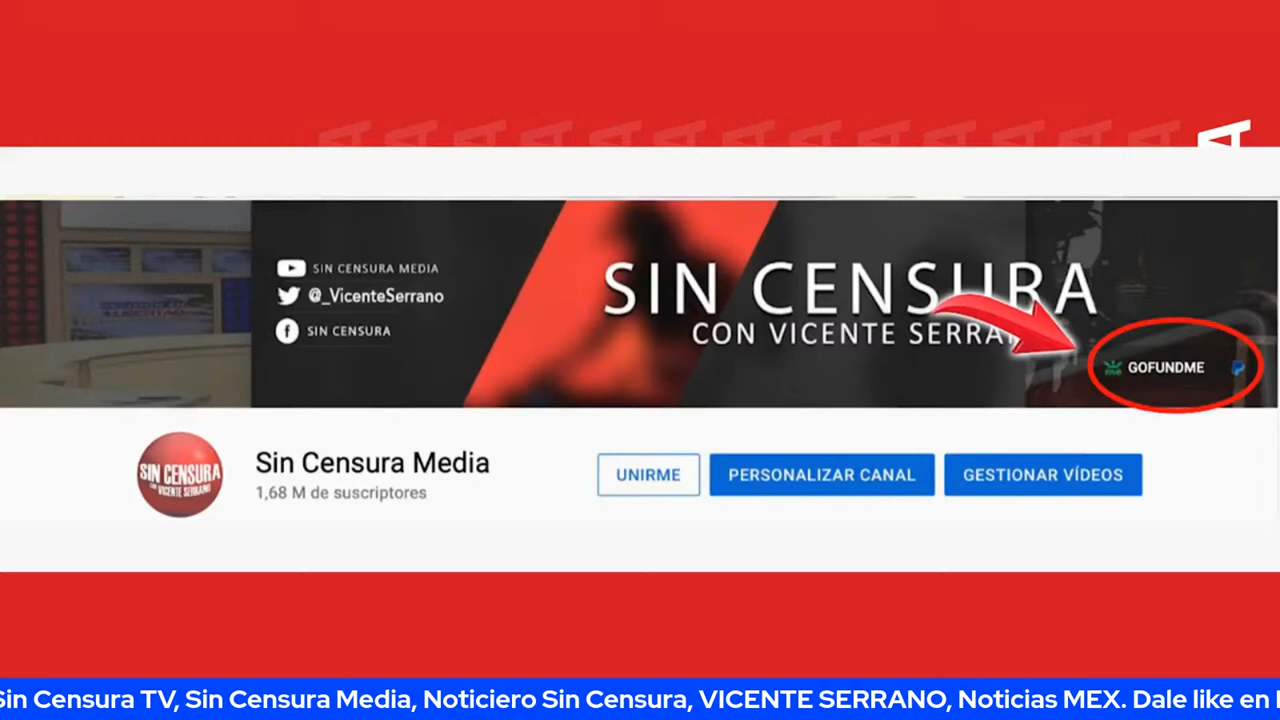 SIN CENSURA MEDIA
@_VicenteSerrano
SIN CENSURA
SIN CENSURA
CON VICENTE SERRA
me GOFUNDME
SIN CENSURA
CON VICENTE SERRANO
Sin Censura Media
1,68 M de suscriptores
UNIRME
PERSONALIZAR CANAL
GESTIONAR VÍDEOS
Sin Censura TV, Sin Censura Media, Noticiero Sin Censura, VICENTE SERRANO, Noticias MEX. Dale like en